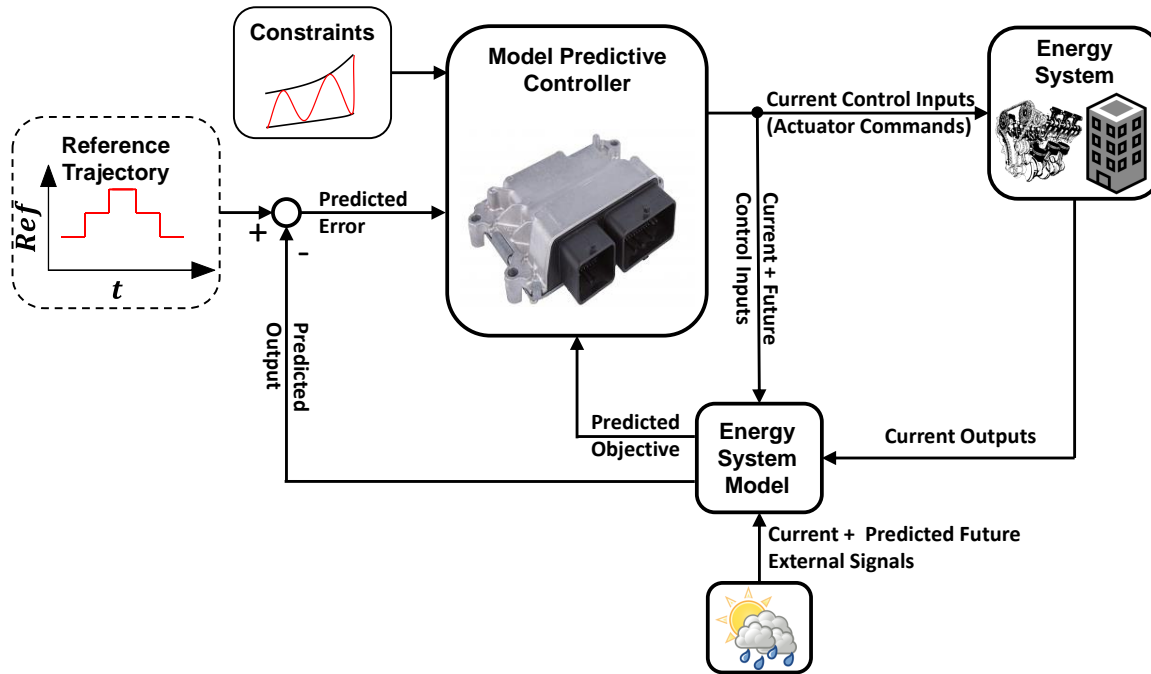 Constraints
Model Predictive
Controller
Energy
System
Current Control Inputs
(Actuator Commands)
Reference
Trajectory
Ref
t
+
-
Predicted
Error
Current + Future
Control Inputs
Predicted
Output
Predicted
Objective
Energy
System
Model
Current Outputs
Current +  Predicted Future
External Signals